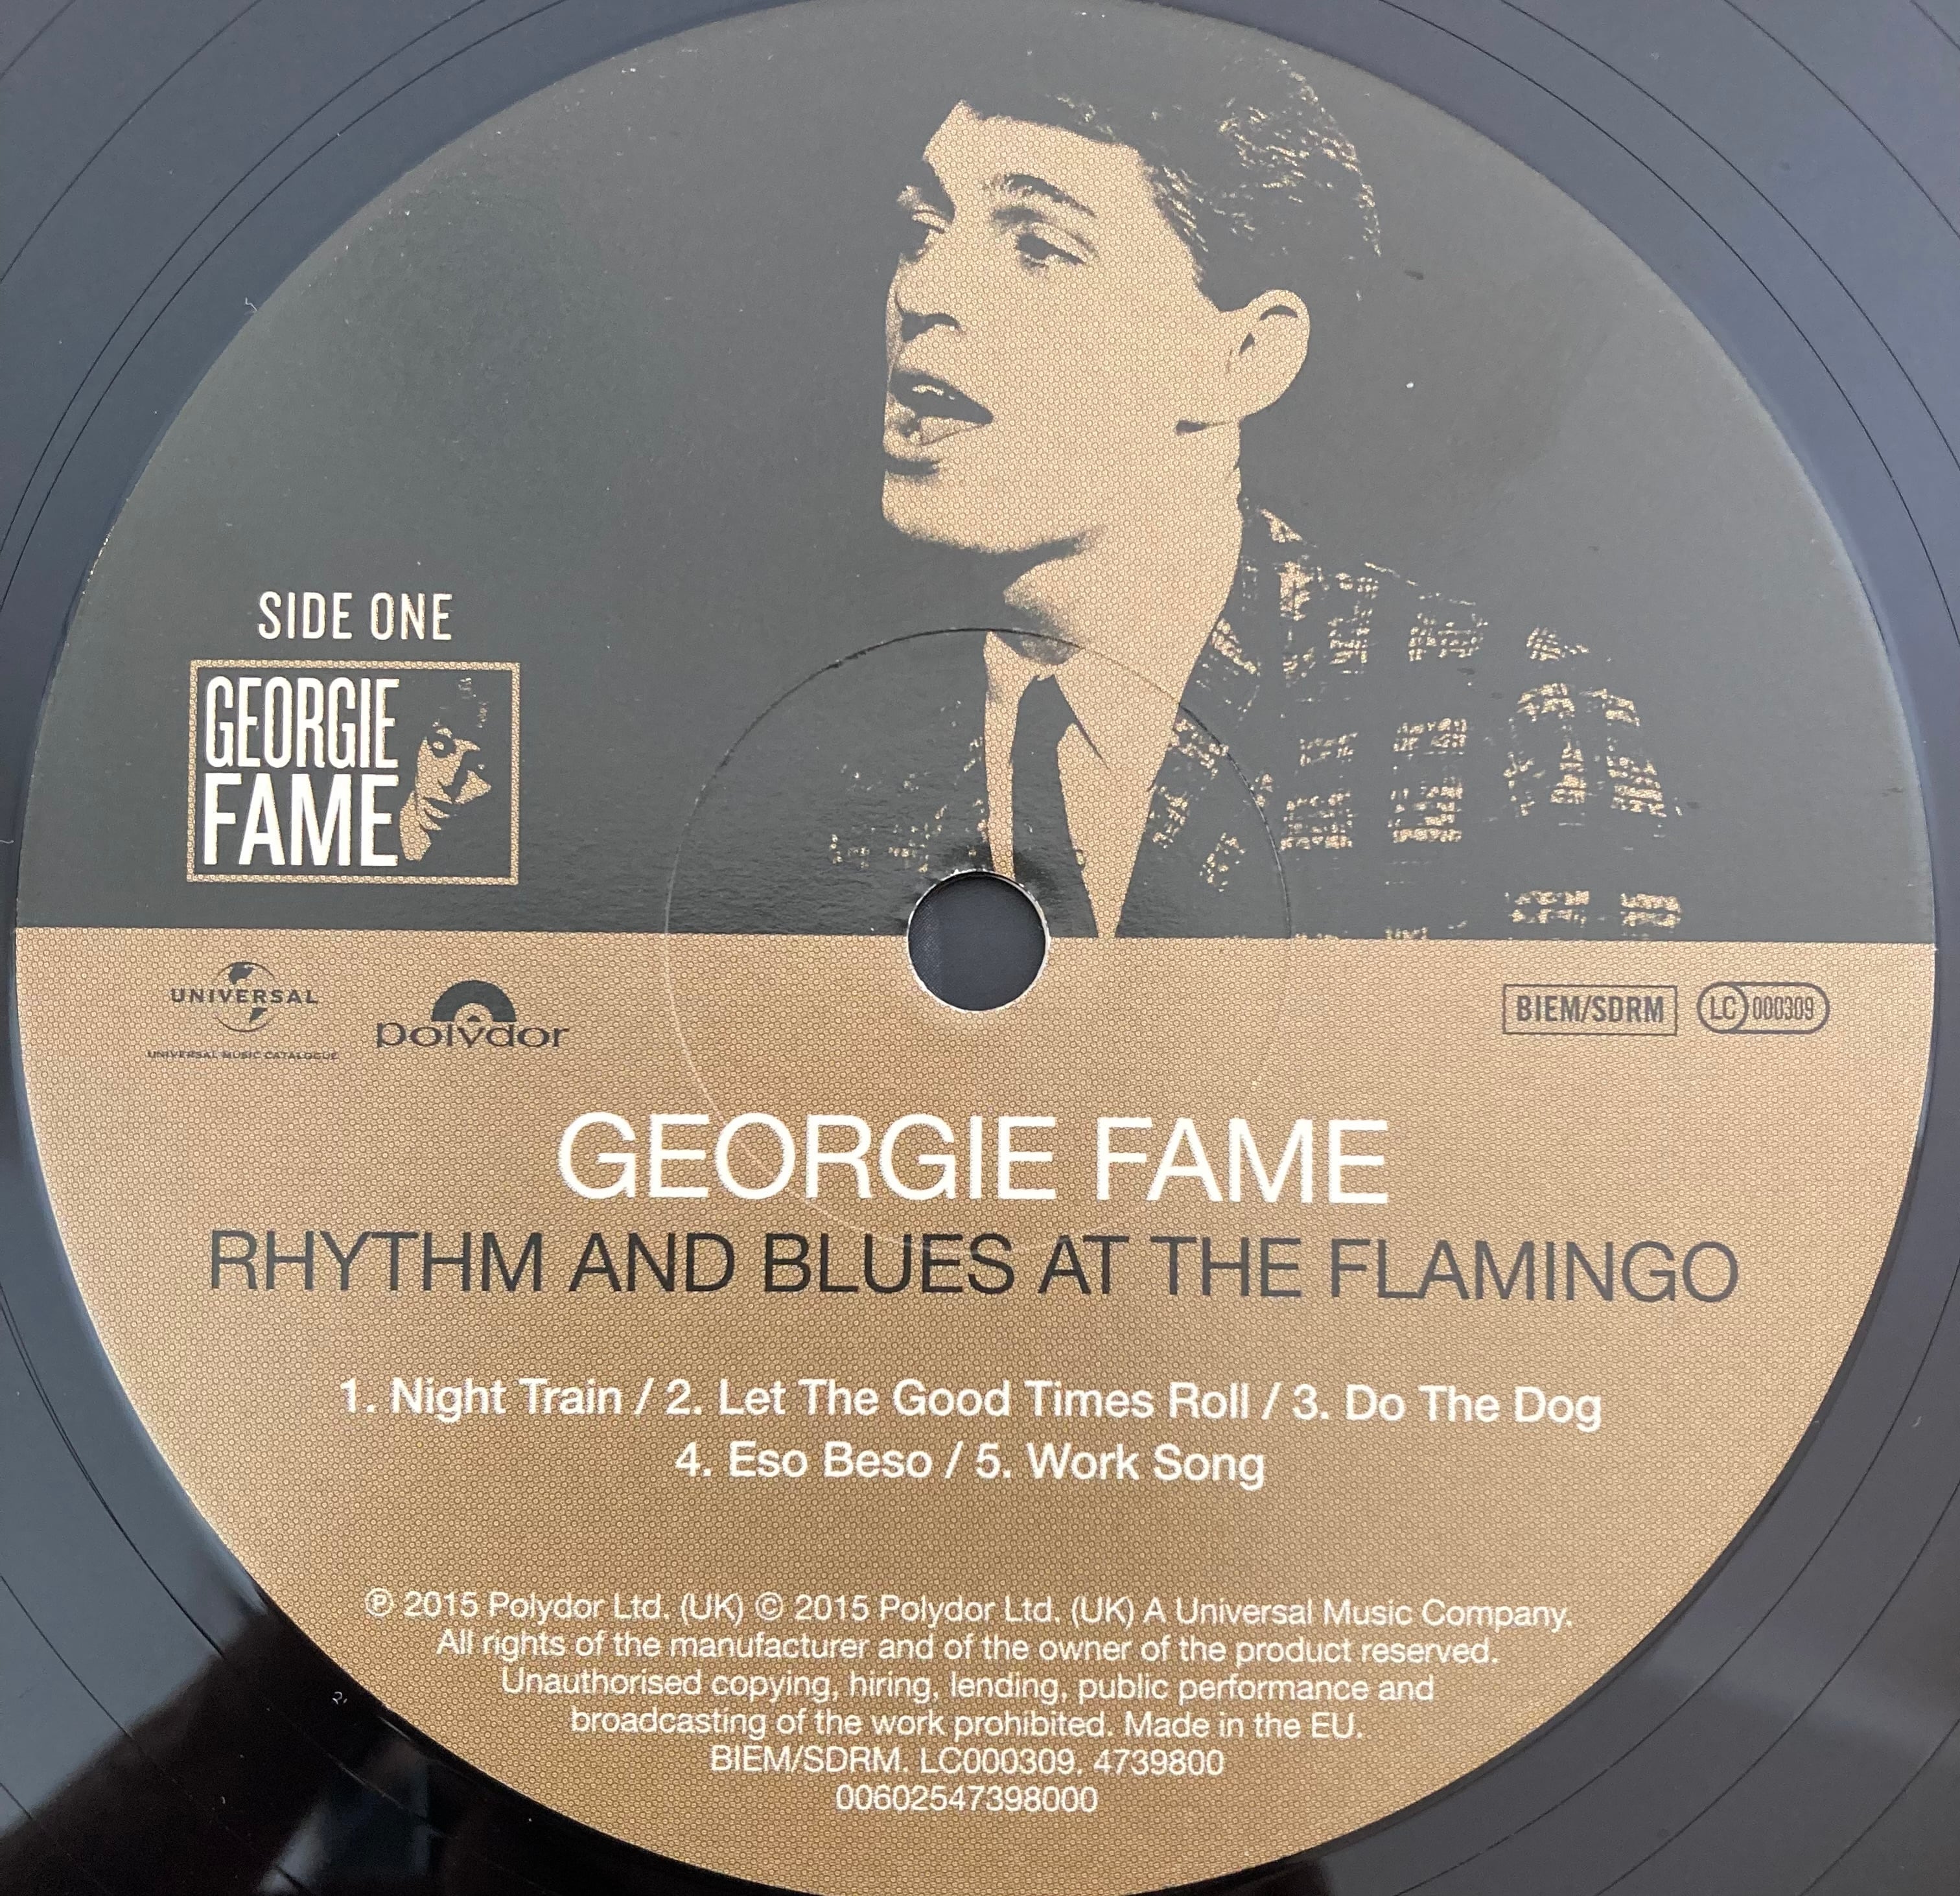 SIDE ONE
GEORGIE
FAME
UNIVERSAL
UNIVERSAL MUSIC CATALOGUE
polydor
BIEM/SDRM
LC 000309
GEORGIE FAME
RHYTHM AND BLUES AT THE FLAMINGO
1. Night Train / 2. Let The Good Times Roll / 3. Do The Dog
4. Eso Beso / 5. Work Song
℗ 2015 Polydor Ltd. (UK) © 2015 Polydor Ltd. (UK) A Universal Music Company.
All rights of the manufacturer and of the owner of the product reserved.
Unauthorised copying, hiring, lending, public performance and
broadcasting of the work prohibited. Made in the EU.
BIEM/SDRM. LC000309. 4739800
00602547398000